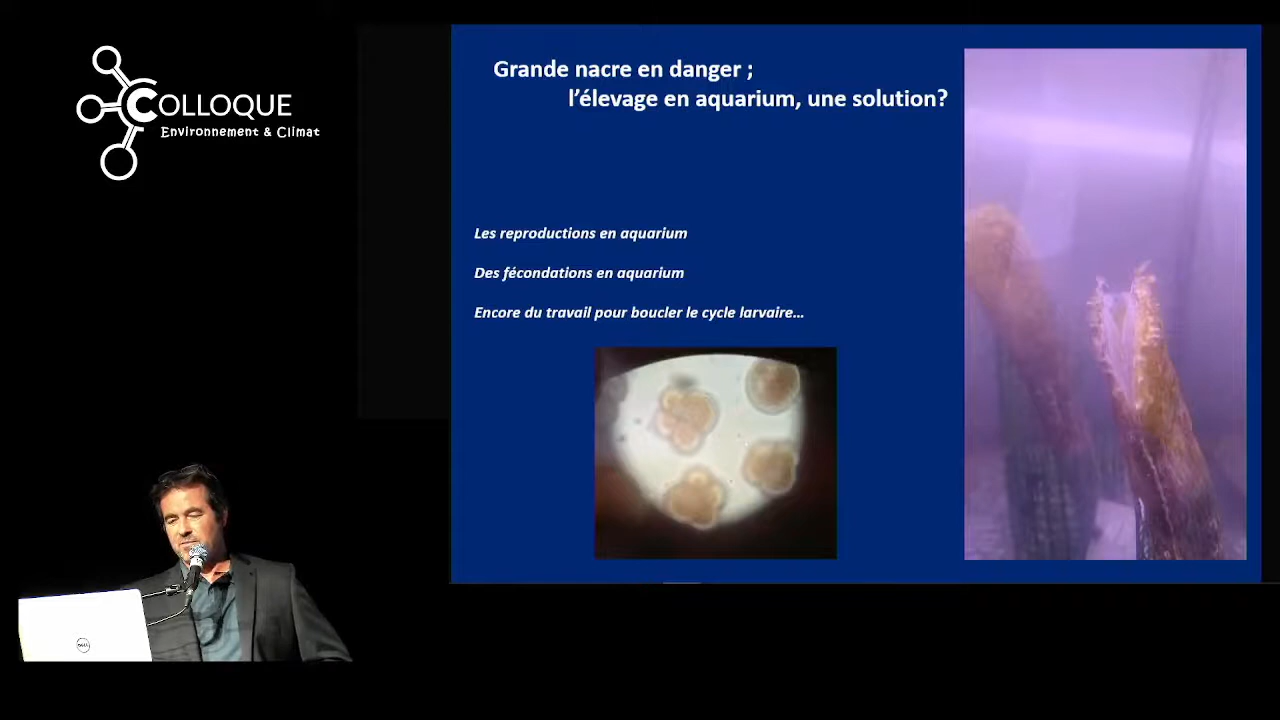 COLLOQUE
Environnement & Climat
Grande nacre en danger ;
l'élevage en aquarium, une solution?
Les reproductions en aquarium
Des fécondations en aquarium
Encore du travail pour boucler le cycle larvaire...
DELL